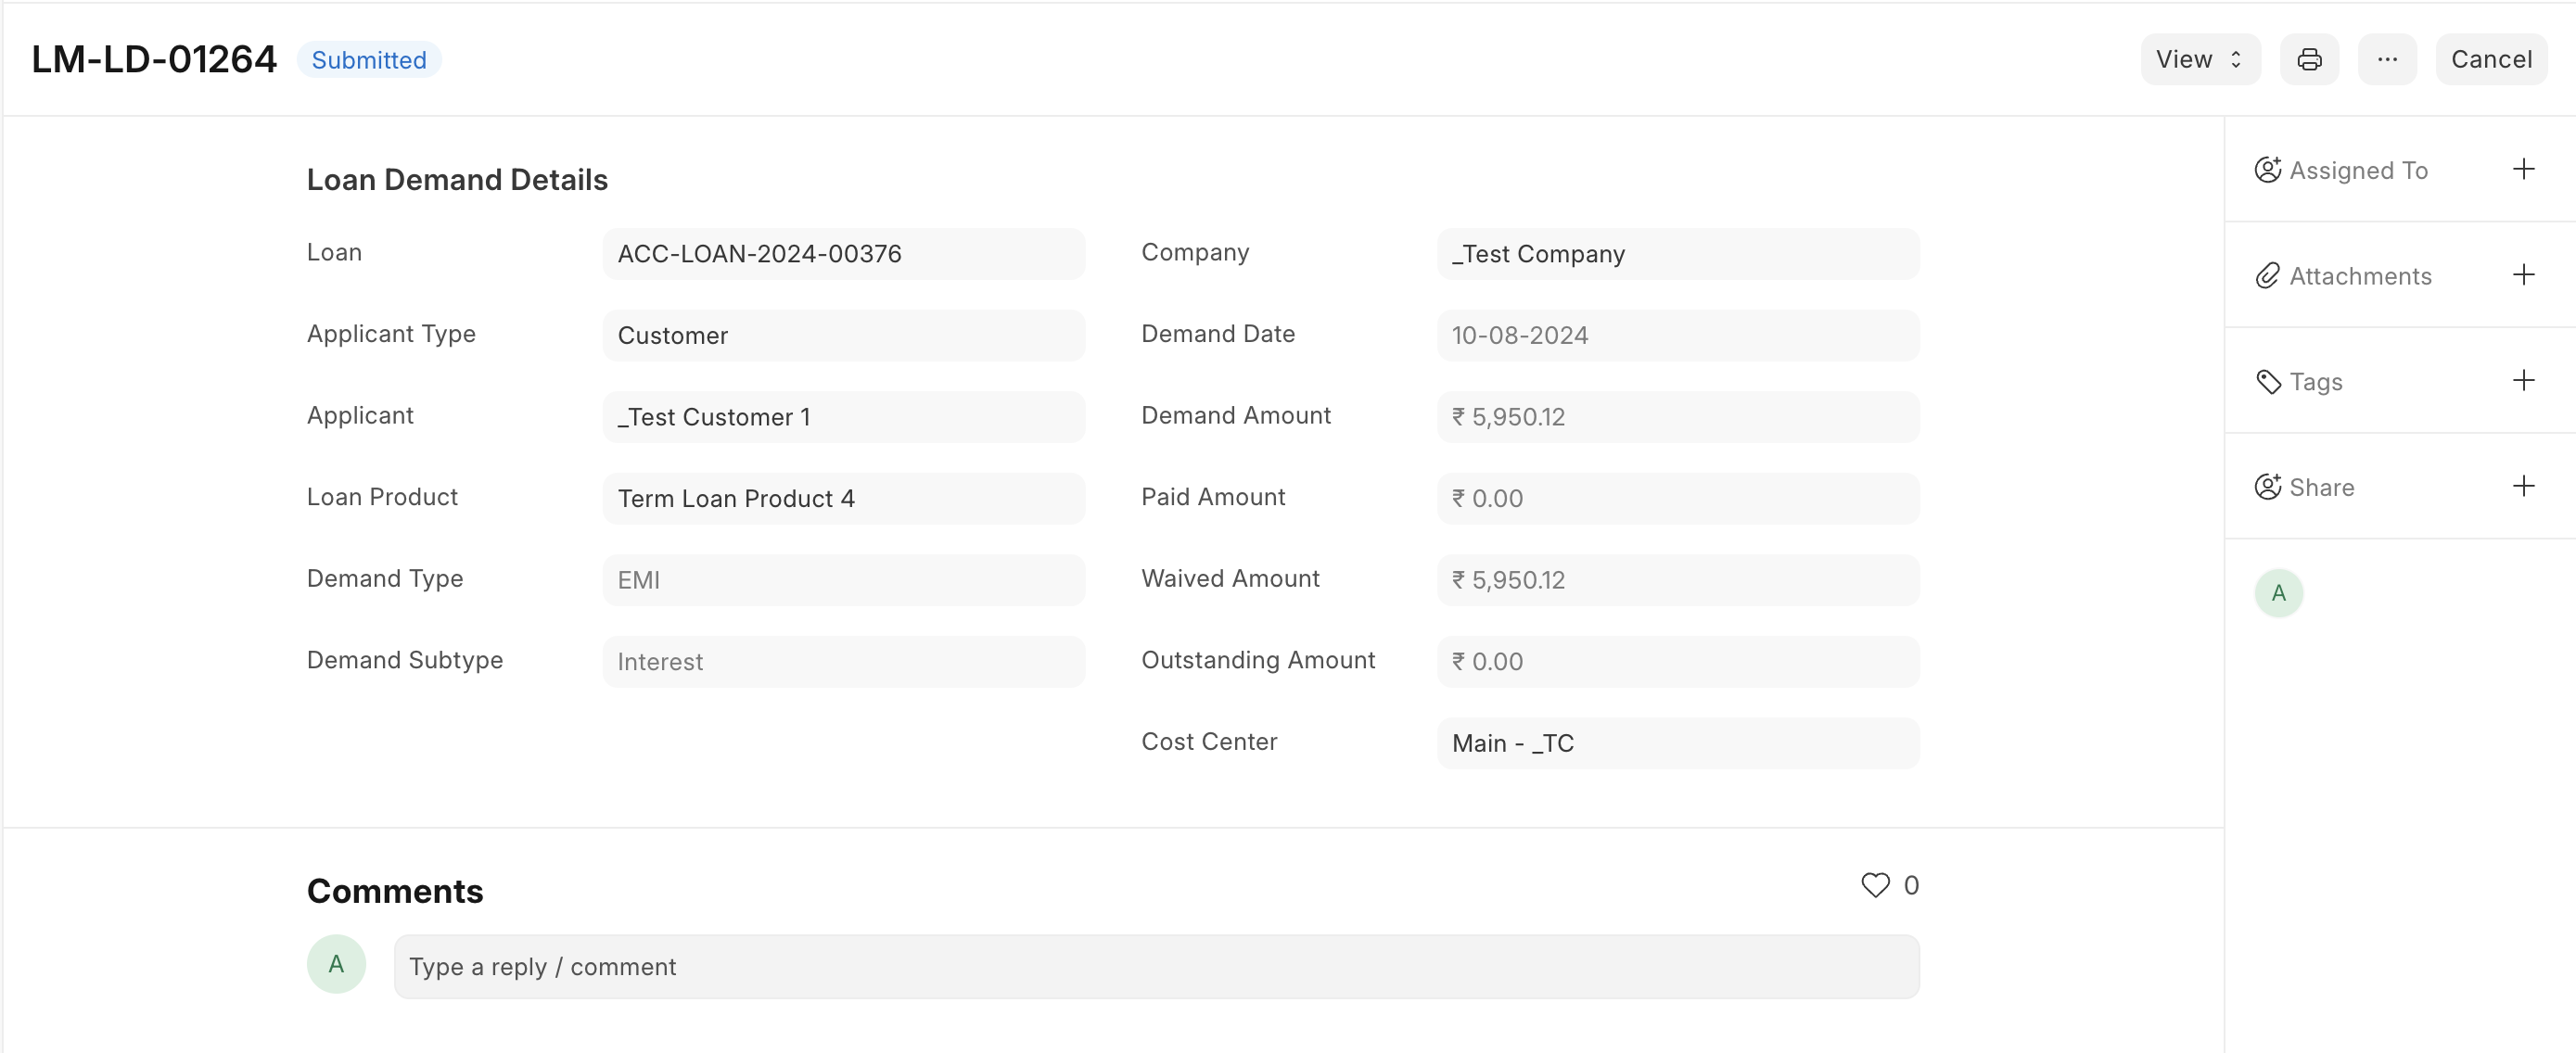 LM-LD-01264 Submitted View ... Cancel
Loan Demand Details
Loan ACC-LOAN-2024-00376
Applicant Type Customer
Applicant _Test Customer 1
Loan Product Term Loan Product 4
Demand Type EMI
Demand Subtype Interest
Company _Test Company
Demand Date 10-08-2024
Demand Amount ₹ 5,950.12
Paid Amount ₹ 0.00
Waived Amount ₹ 5,950.12
Outstanding Amount ₹ 0.00
Cost Center Main - _TC
Assigned To
Attachments
Tags
Share
A
Comments 0
A Type a reply / comment